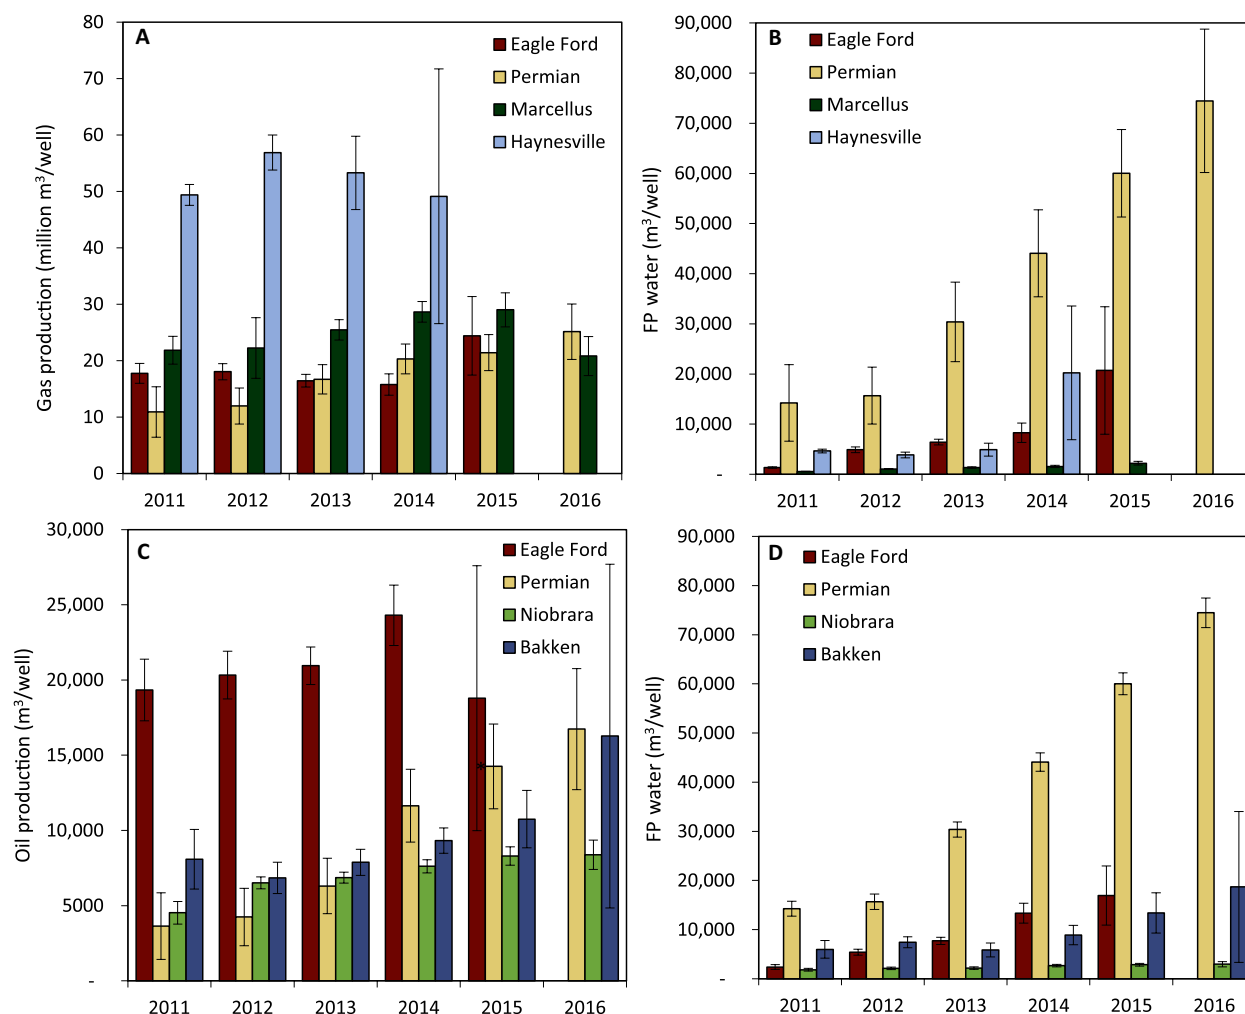 A
Gas production (million m³/well)
80
70
60
50
40
30
20
10
0
Eagle Ford
Permian
Marcellus
Haynesville
2011 2012 2013 2014 2015 2016
B
FP water (m³/well)
90,000
80,000
70,000
60,000
50,000
40,000
30,000
20,000
10,000
-
Eagle Ford
Permian
Marcellus
Haynesville
2011 2012 2013 2014 2015 2016
C
Oil production (m³/well)
30,000
25,000
20,000
15,000
10,000
5000
-
Eagle Ford
Permian
Niobrara
Bakken
2011 2012 2013 2014 2015 2016
D
FP water (m³/well)
90,000
80,000
70,000
60,000
50,000
40,000
30,000
20,000
10,000
-
Eagle Ford
Permian
Niobrara
Bakken
2011 2012 2013 2014 2015 2016